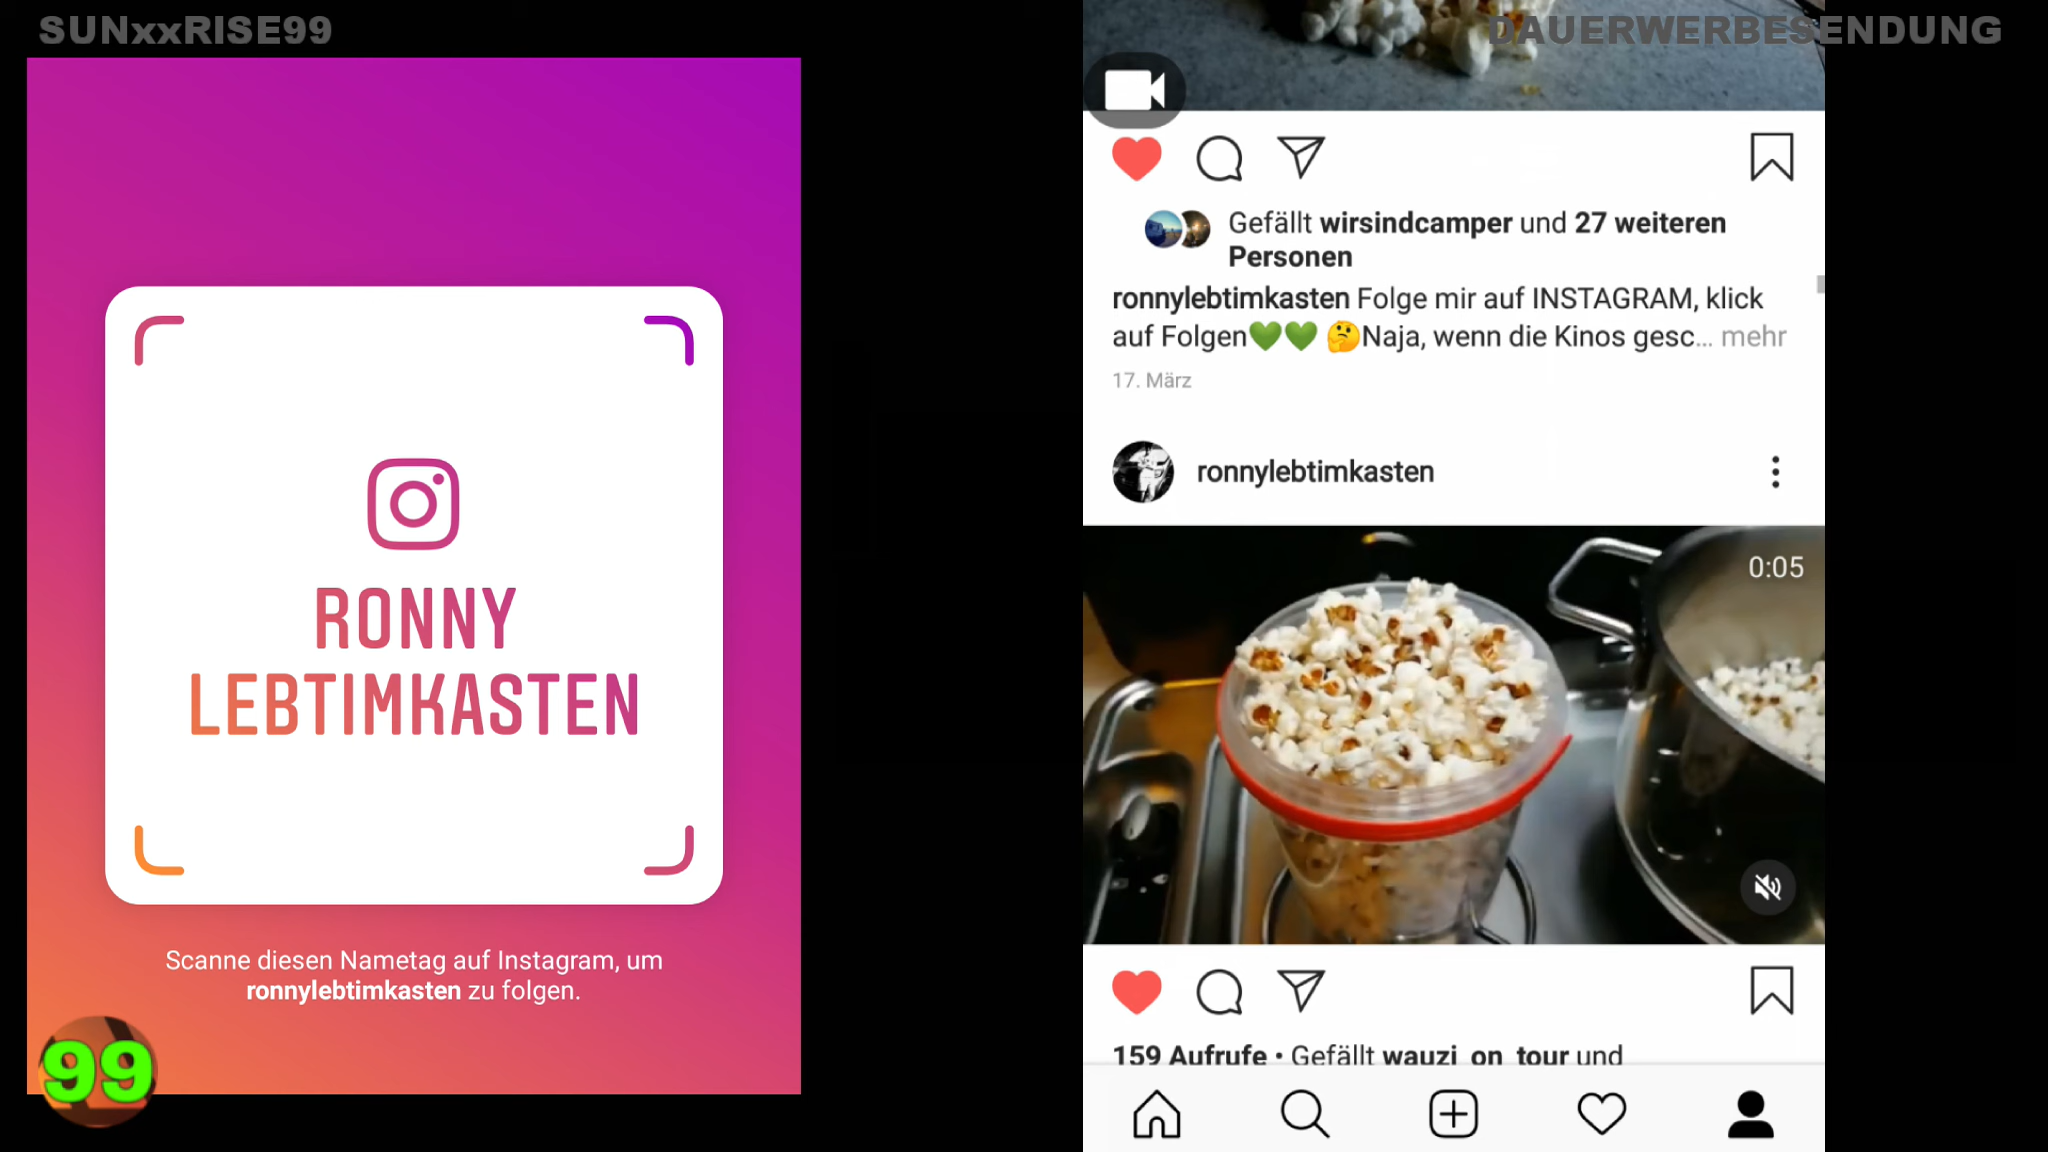 SUNxxRISE99
DAUERWERBESENDUNG
RONNY
LEBTIMKASTEN
Scanne diesen Nametag auf Instagram, um
ronnylebtimkasten zu folgen.
99
Gefällt wirsindcamper und 27 weiteren
Personen
ronnylebtimkasten Folge mir auf INSTAGRAM, klick
auf Folgen💚💚 🤔Naja, wenn die Kinos gesc... mehr
17. März
ronnylebtimkasten
0:05
159 Aufrufe • Gefällt wauzi_on_tour und